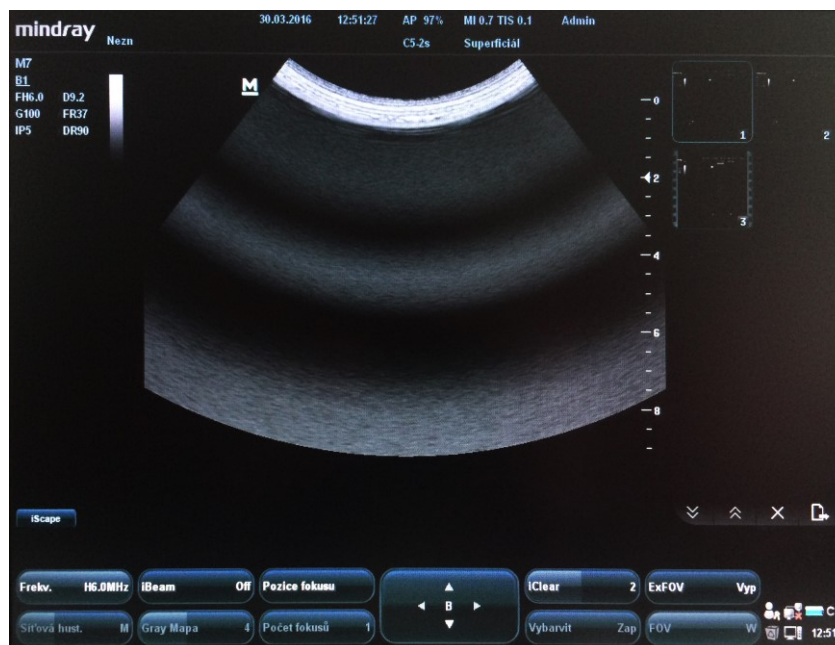 mindray
30.03.2016 12:51:27 AP 97% MI 0.7 TIS 0.1 Admin
Nezn C5-2s Superficiál
M7
B1
FH6.0 D9.2
G100 FR37
IP5 DR90
M
0
2
4
6
8
1
2
3
iScape
Frekv. H6.0MHz iBeam Off Pozice fokusu B iClear 2 ExFOV Vyp
Síťová hust. M Gray Mapa 4 Počet fokusů 1 Vybarvit Zap FOV W
C
12:51